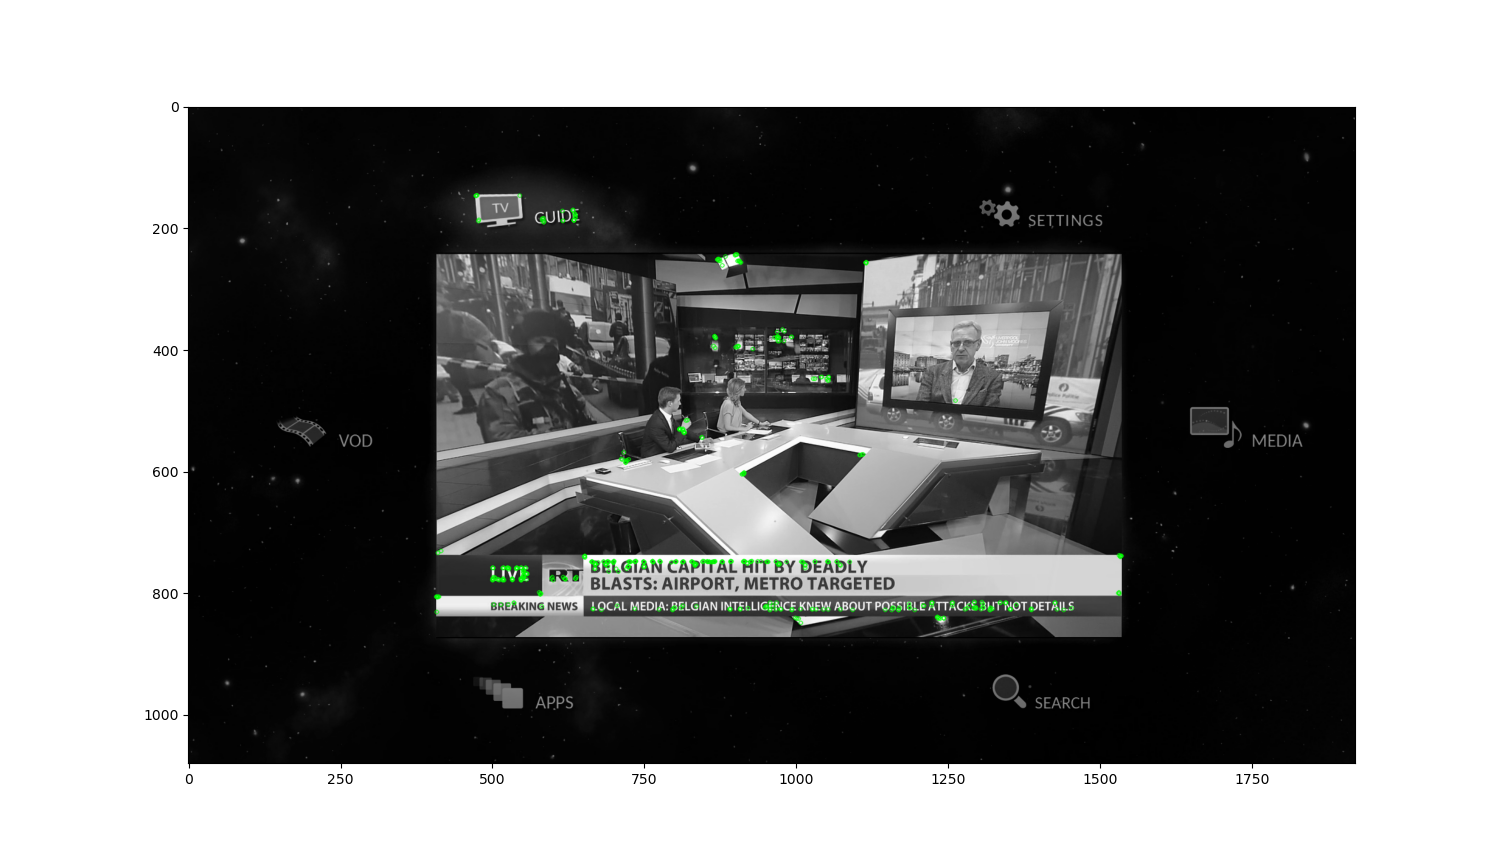 0
200
400
600
800
1000
0 250 500 750 1000 1250 1500 1750
TV GUIDE
SETTINGS
VOD
MEDIA
LIVE RT
BELGIAN CAPITAL HIT BY DEADLY
BLASTS: AIRPORT, METRO TARGETED
BREAKING NEWS LOCAL MEDIA: BELGIAN INTELLIGENCE KNEW ABOUT POSSIBLE ATTACKS BUT NOT DETAILS
APPS
SEARCH